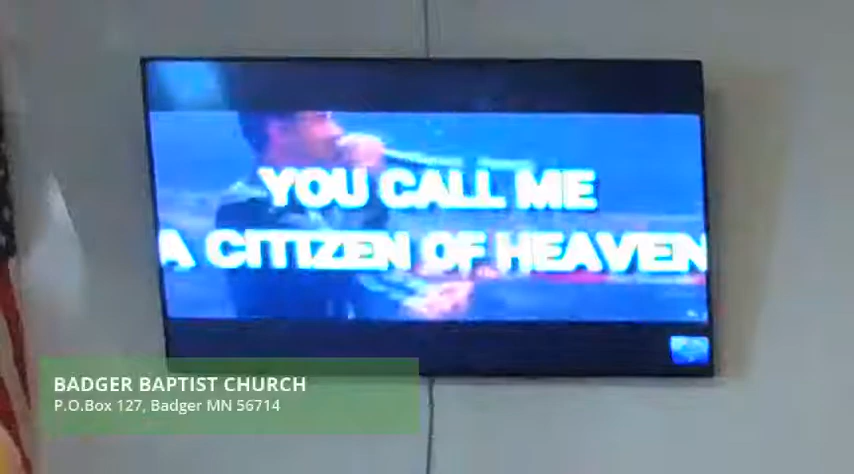 YOU CALL ME
A CITIZEN OF HEAVEN
BADGER BAPTIST CHURCH
P.O.Box 127, Badger MN 56714